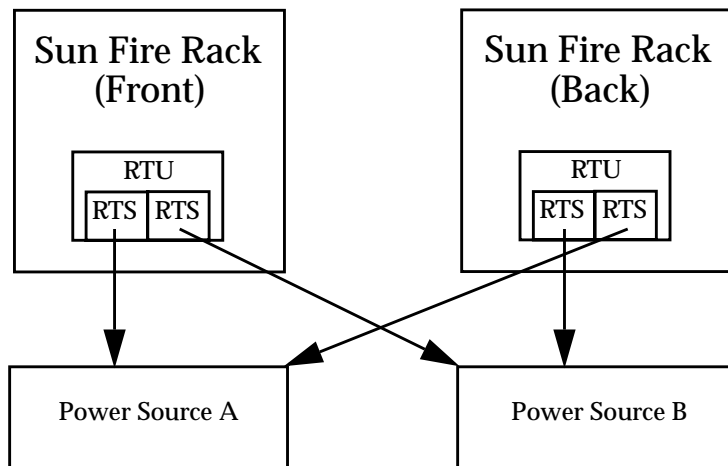 Sun Fire Rack
(Front)
RTU
RTS
RTS
Sun Fire Rack
(Back)
RTU
RTS
RTS
Power Source A
Power Source B